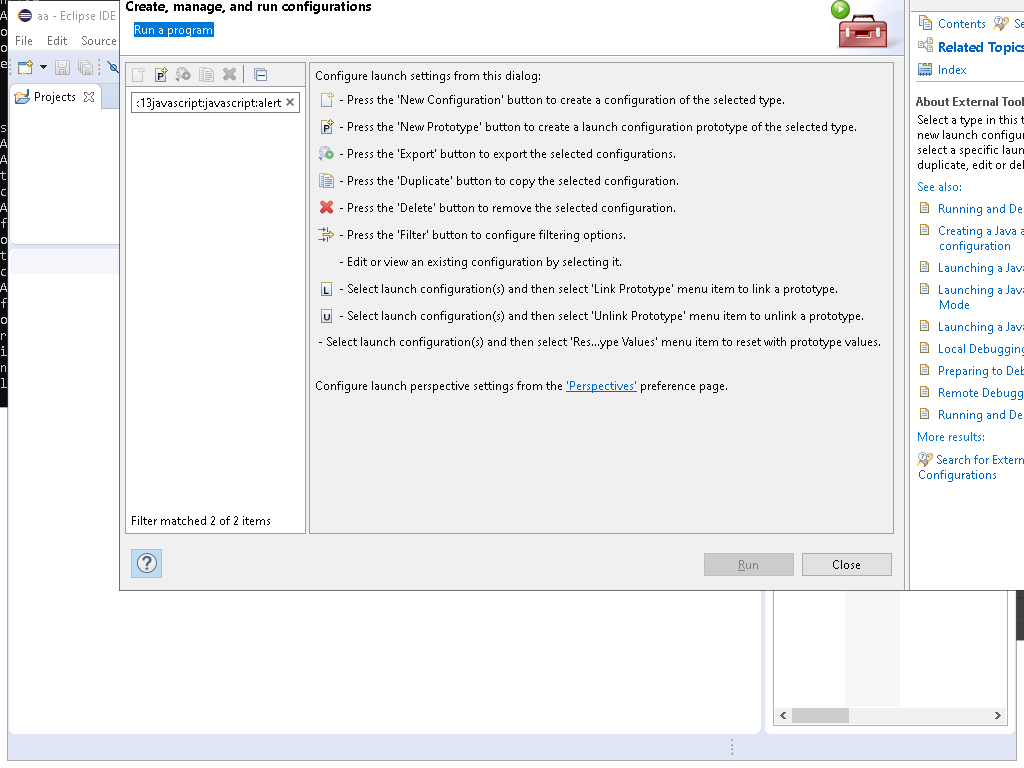 Create, manage, and run configurations
Run a program
aa - Eclipse IDE
File Edit Source
Projects
:13javascript:javascript:alert
Filter matched 2 of 2 items
Configure launch settings from this dialog:
- Press the 'New Configuration' button to create a configuration of the selected type.
- Press the 'New Prototype' button to create a launch configuration prototype of the selected type.
- Press the 'Export' button to export the selected configurations.
- Press the 'Duplicate' button to copy the selected configuration.
- Press the 'Delete' button to remove the selected configuration.
- Press the 'Filter' button to configure filtering options.
- Edit or view an existing configuration by selecting it.
L - Select launch configuration(s) and then select 'Link Prototype' menu item to link a prototype.
U - Select launch configuration(s) and then select 'Unlink Prototype' menu item to unlink a prototype.
- Select launch configuration(s) and then select 'Res...ype Values' menu item to reset with prototype values.
Configure launch perspective settings from the 'Perspectives' preference page.
Run
Close
Contents Se
Related Topics
Index
About External Tool
Select a type in this t
new launch configur
select a specific laun
duplicate, edit or del
See also:
Running and De
Creating a Java a
configuration
Launching a Java
Launching a Java
Mode
Launching a Java
Local Debugging
Preparing to Deb
Remote Debugg
Running and De
More results:
Search for Extern
Configurations